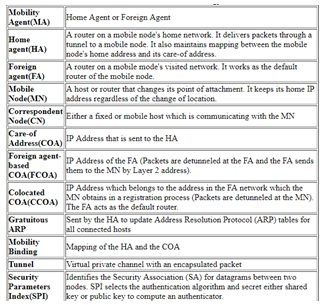 Mobility
Agent(MA)
Home Agent or Foreign Agent
Home
agent(HA)
A router on a mobile node's home network. It delivers packets through a
tunnel to a mobile node. It also maintains mapping between the mobile
node's home address and its care-of address.
Foreign
agent(FA)
A router on a mobile node's visited network. It works as the default
router of the mobile node.
Mobile
Node(MN)
A host or router that changes its point of attachment. It keeps its home IP
address regardless of the change of location.
Correspondent
Node(CN)
Either a fixed or mobile host which is communicating with the MN
Care-of
Address(COA)
IP Address that is sent to the HA
Foreign agent-
based
COA(FCOA)
IP Address of the FA (Packets are detunneled at the FA and the FA sends
them to the MN by Layer 2 address).
Colocated
COA(CCOA)
IP Address which belongs to the address in the FA network which the
MN obtains in a registration process (Packets are detunneled at the MN).
The FA acts as the default router.
Gratuitous
ARP
Sent by the HA to update Address Resolution Protocol (ARP) tables for
all connected hosts
Mobility
Binding
Mapping of the HA and the COA
Tunnel
Virtual private channel with an encapsulated packet
Security
Parameters
Index(SPI)
Identifies the Security Association (SA) for datagrams between two
nodes. SPI selects the authentication algorithm and secret either shared
key or public key to compute an authenticator.